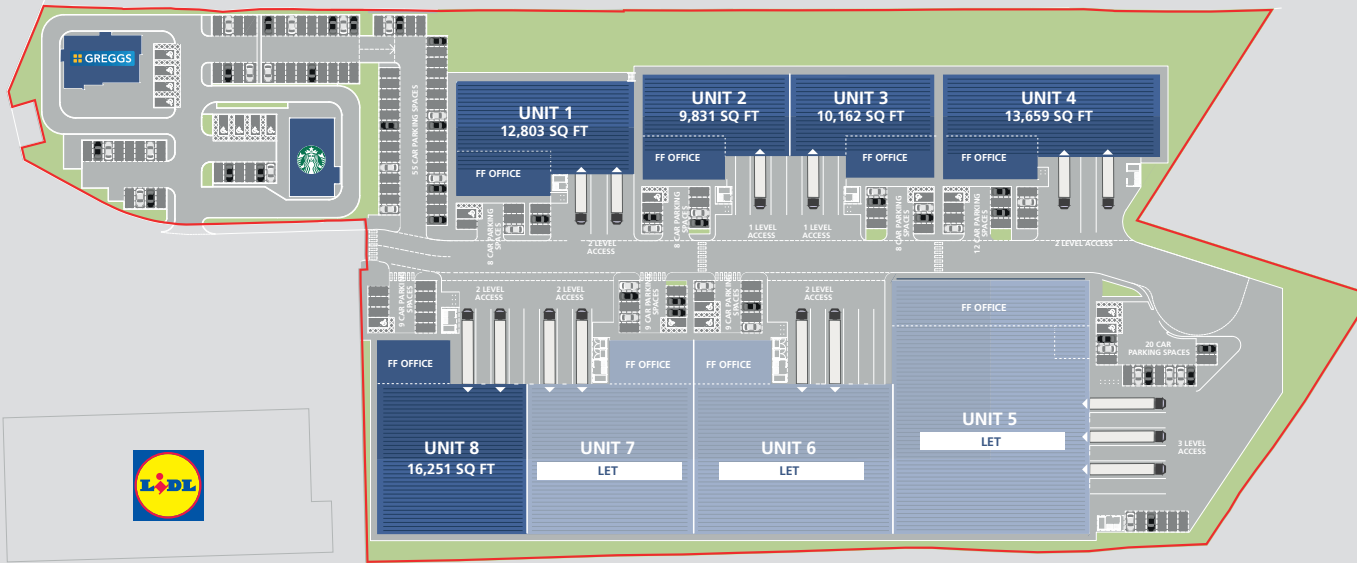 GREGGS
55 CAR PARKING SPACES
UNIT 1
12,803 SQ FT
FF OFFICE
UNIT 2
9,831 SQ FT
FF OFFICE
UNIT 3
10,162 SQ FT
FF OFFICE
UNIT 4
13,659 SQ FT
FF OFFICE
8 CAR PARKING
SPACES
2 LEVEL
ACCESS
8 CAR PARKING
SPACES
1 LEVEL
ACCESS
1 LEVEL
ACCESS
8 CAR PARKING
SPACES
12 CAR PARKING
SPACES
2 LEVEL ACCESS
9 CAR PARKING
SPACES
2 LEVEL
ACCESS
2 LEVEL
ACCESS
9 CAR PARKING
SPACES
9 CAR PARKING
SPACES
2 LEVEL
ACCESS
FF OFFICE
20 CAR
PARKING SPACES
FF OFFICE
FF OFFICE
FF OFFICE
UNIT 8
16,251 SQ FT
UNIT 7
LET
UNIT 6
LET
UNIT 5
LET
3 LEVEL
ACCESS
LIDL